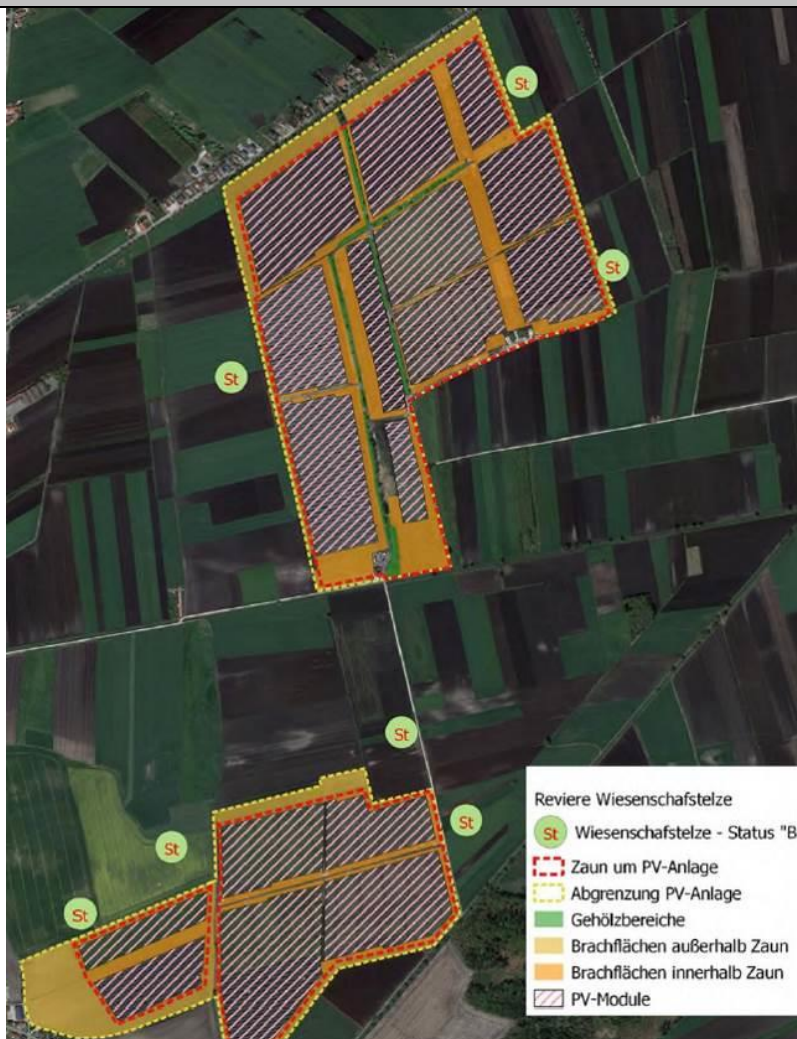 St
St
St
St
St
St
St
Reviere Wiesenschafstelze
St Wiesenschafstelze - Status "B
Zaun um PV-Anlage
Abgrenzung PV-Anlage
Gehölzbereiche
Brachflächen außerhalb Zaun
Brachflächen innerhalb Zaun
PV-Module